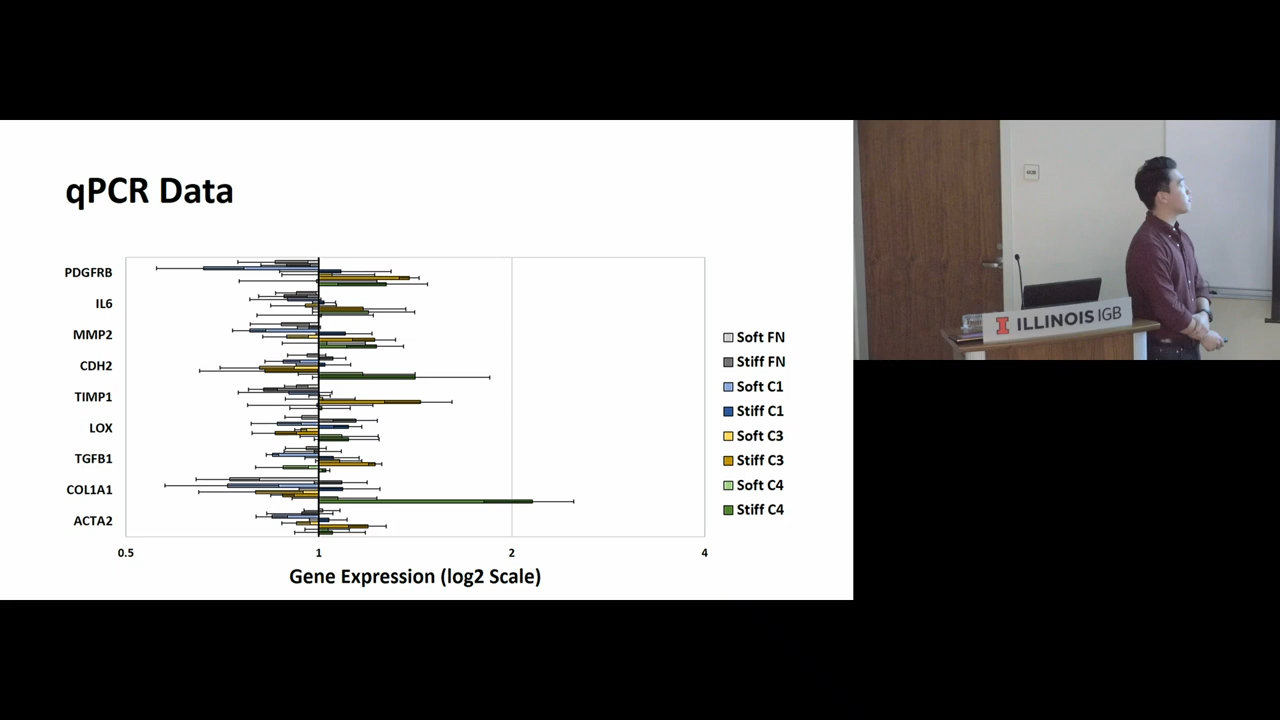 qPCR Data
PDGFRB
IL6
MMP2
CDH2
TIMP1
LOX
TGFB1
COL1A1
ACTA2
0.5
1
2
4
Gene Expression (log2 Scale)
Soft FN
Stiff FN
Soft C1
Stiff C1
Soft C3
Stiff C3
Soft C4
Stiff C4
I ILLINOIS IGB